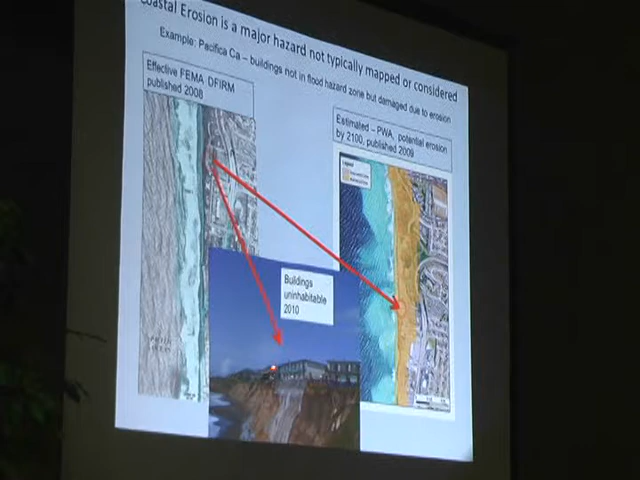 Coastal Erosion is a major hazard not typically mapped or considered
Example: Pacifica Ca – buildings not in flood hazard zone but damaged due to erosion
Effective FEMA DFIRM
published 2008
Estimated – PWA, potential erosion
by 2100, published 2009
Legend
Buildings
uninhabitable
2010